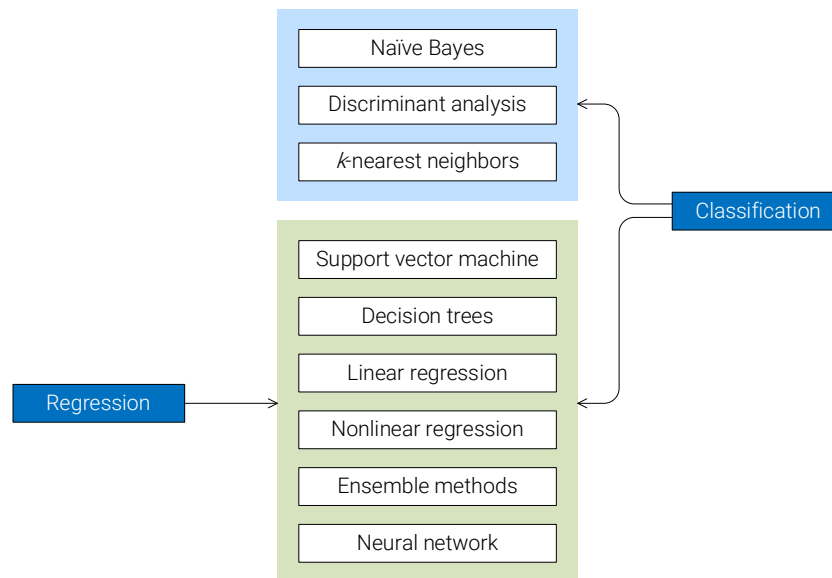 Naïve Bayes
Discriminant analysis
k-nearest neighbors
Classification
Support vector machine
Decision trees
Linear regression
Regression
Nonlinear regression
Ensemble methods
Neural network